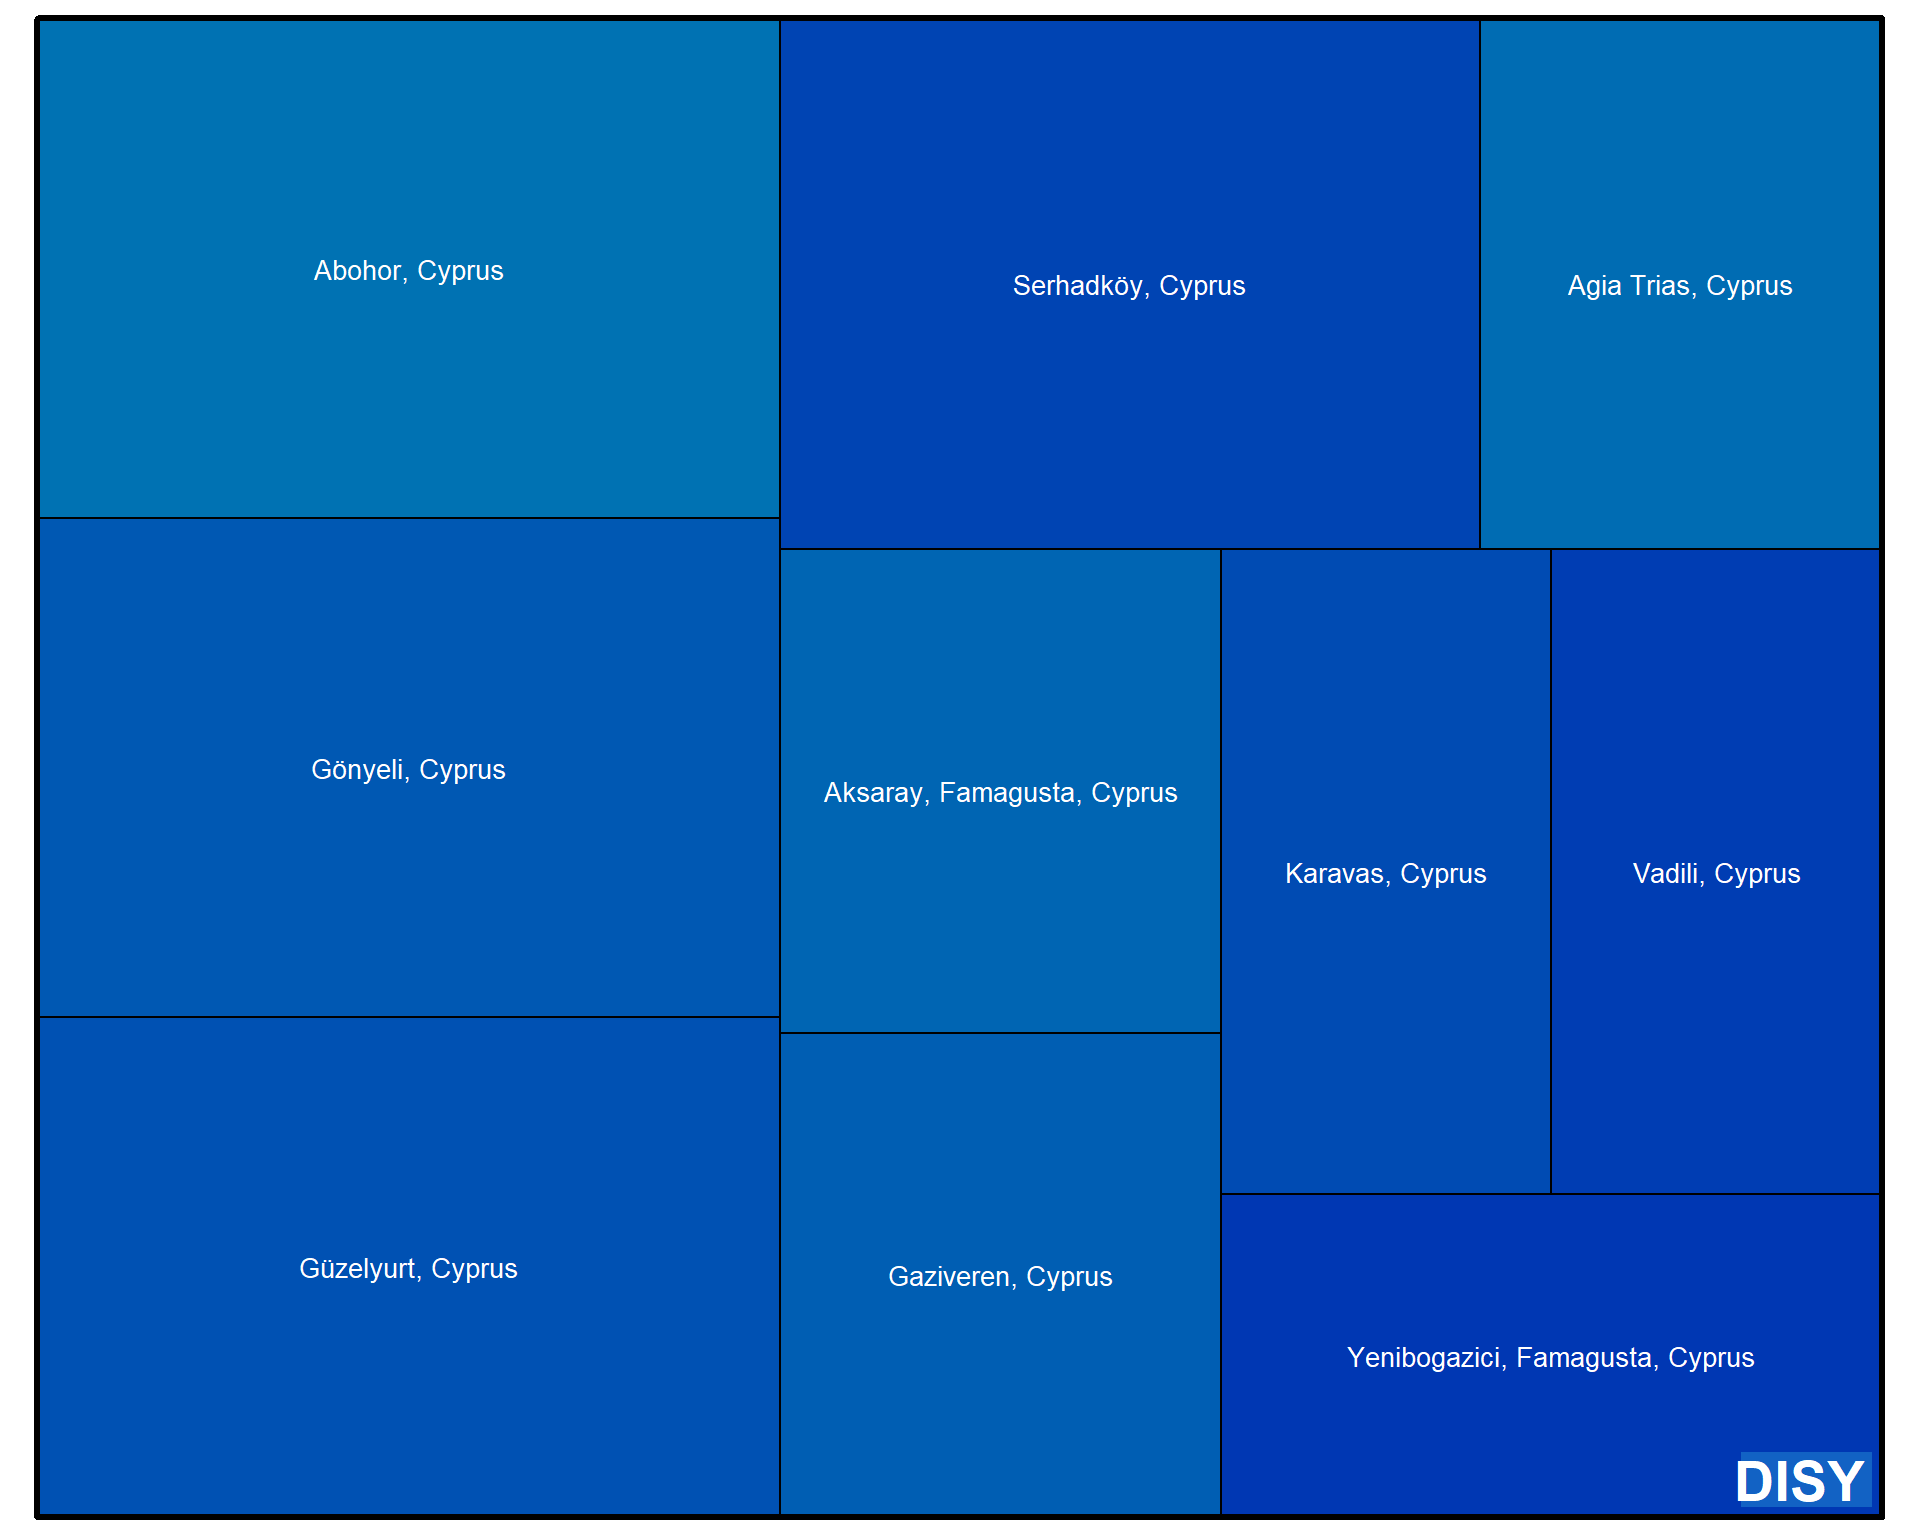 Abohor, Cyprus
Serhadköy, Cyprus
Agia Trias, Cyprus
Gönyeli, Cyprus
Aksaray, Famagusta, Cyprus
Karavas, Cyprus
Vadili, Cyprus
Güzelyurt, Cyprus
Gaziveren, Cyprus
Yenibogazici, Famagusta, Cyprus
DISY